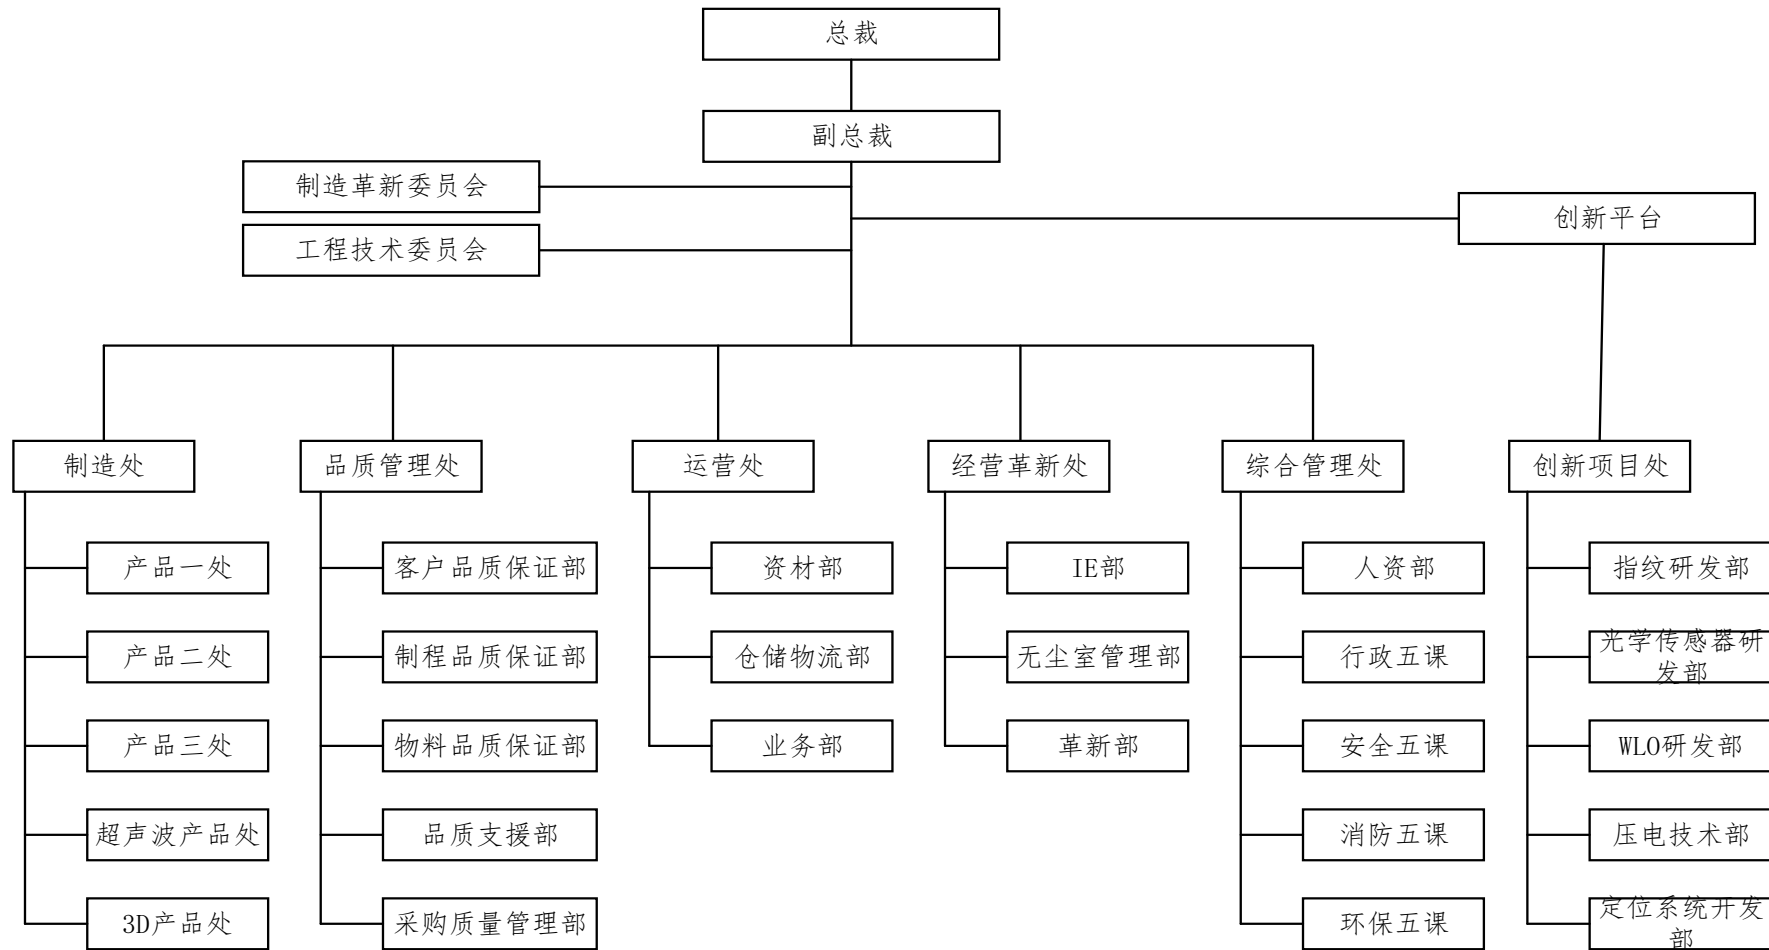 总裁
副总裁
制造革新委员会
创新平台
工程技术委员会
制造处
品质管理处
运营处
经营革新处
综合管理处
创新项目处
产品一处
客户品质保证部
资材部
IE部
人资部
指纹研发部
产品二处
制程品质保证部
仓储物流部
无尘室管理部
行政五课
光学传感器研
发部
产品三处
物料品质保证部
业务部
革新部
安全五课
WLO研发部
超声波产品处
品质支援部
消防五课
压电技术部
3D产品处
采购质量管理部
环保五课
定位系统开发
部